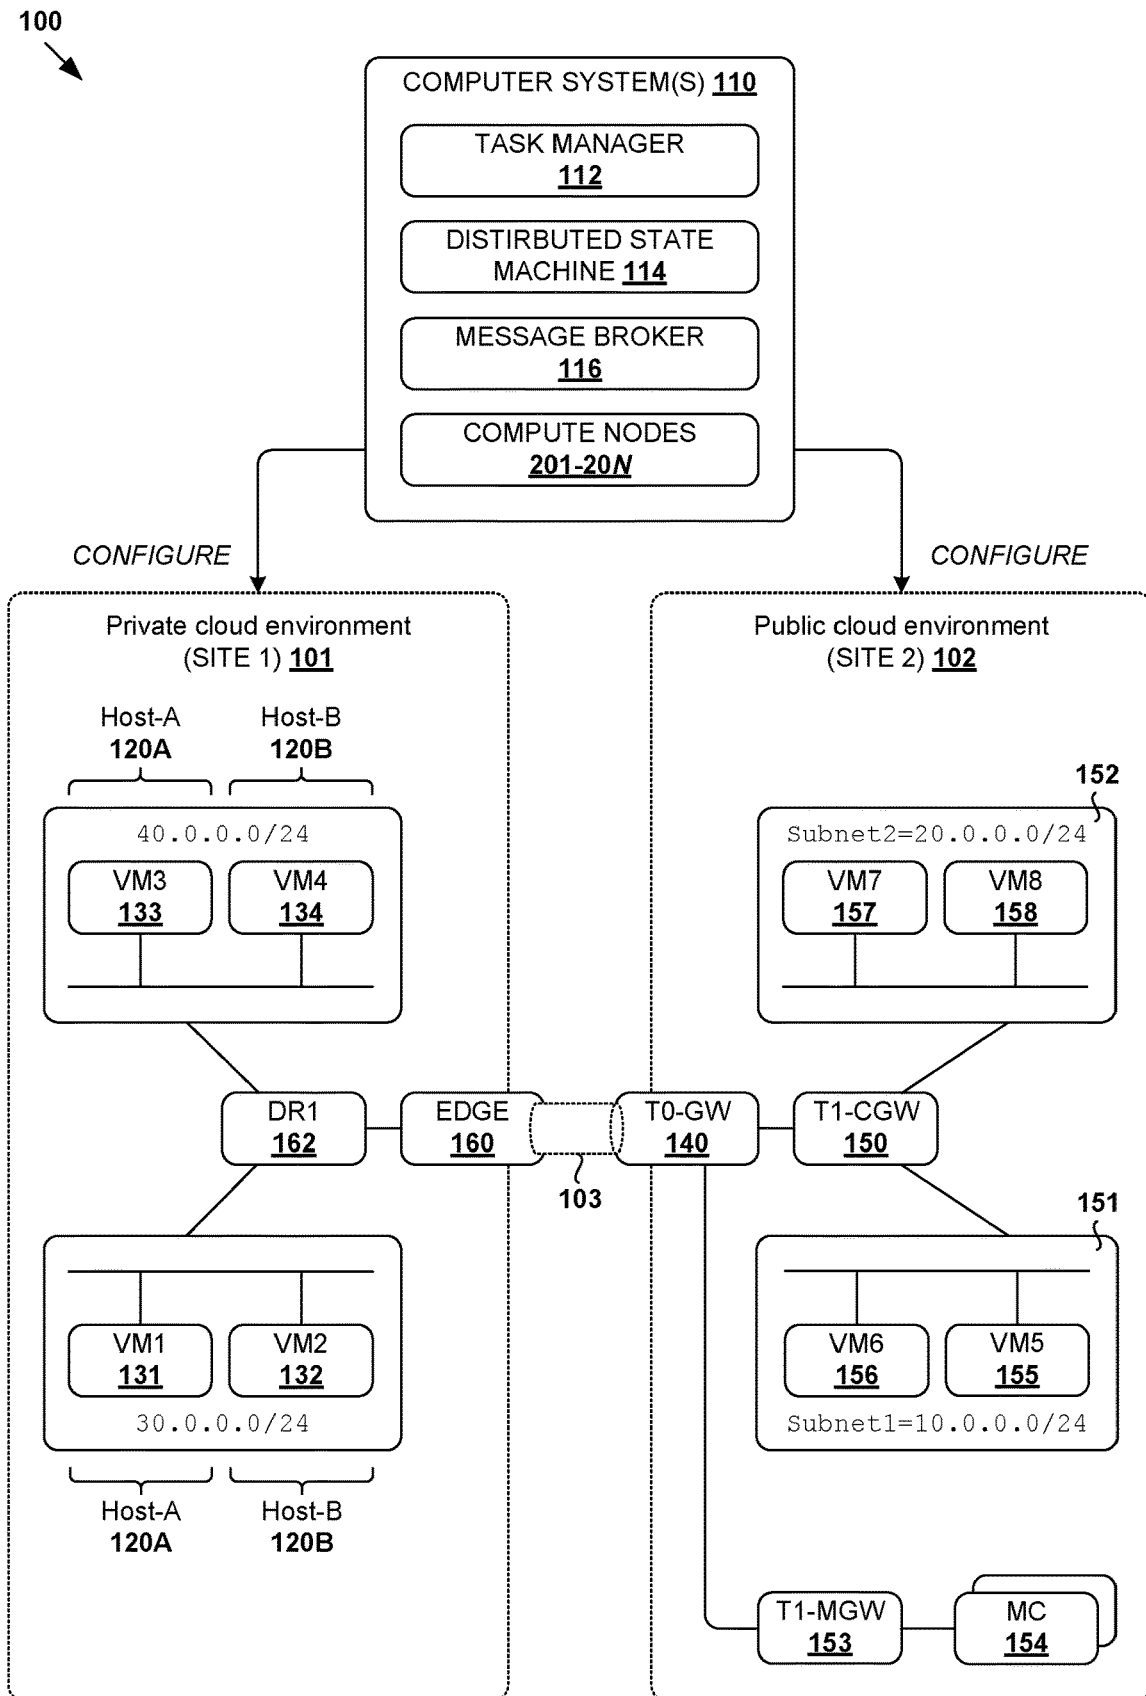 100
COMPUTER SYSTEM(S) 110
TASK MANAGER
112
DISTIRBUTED STATE
MACHINE 114
MESSAGE BROKER
116
COMPUTE NODES
201-20N
CONFIGURE
CONFIGURE
Private cloud environment
(SITE 1) 101
Public cloud environment
(SITE 2) 102
Host-A
120A
Host-B
120B
152
40.0.0.0/24
VM3
133
VM4
134
Subnet2=20.0.0.0/24
VM7
157
VM8
158
DR1
162
EDGE
160
103
T0-GW
140
T1-CGW
150
151
VM1
131
VM2
132
30.0.0.0/24
Host-A
120A
Host-B
120B
VM6
156
VM5
155
Subnet1=10.0.0.0/24
T1-MGW
153
MC
154